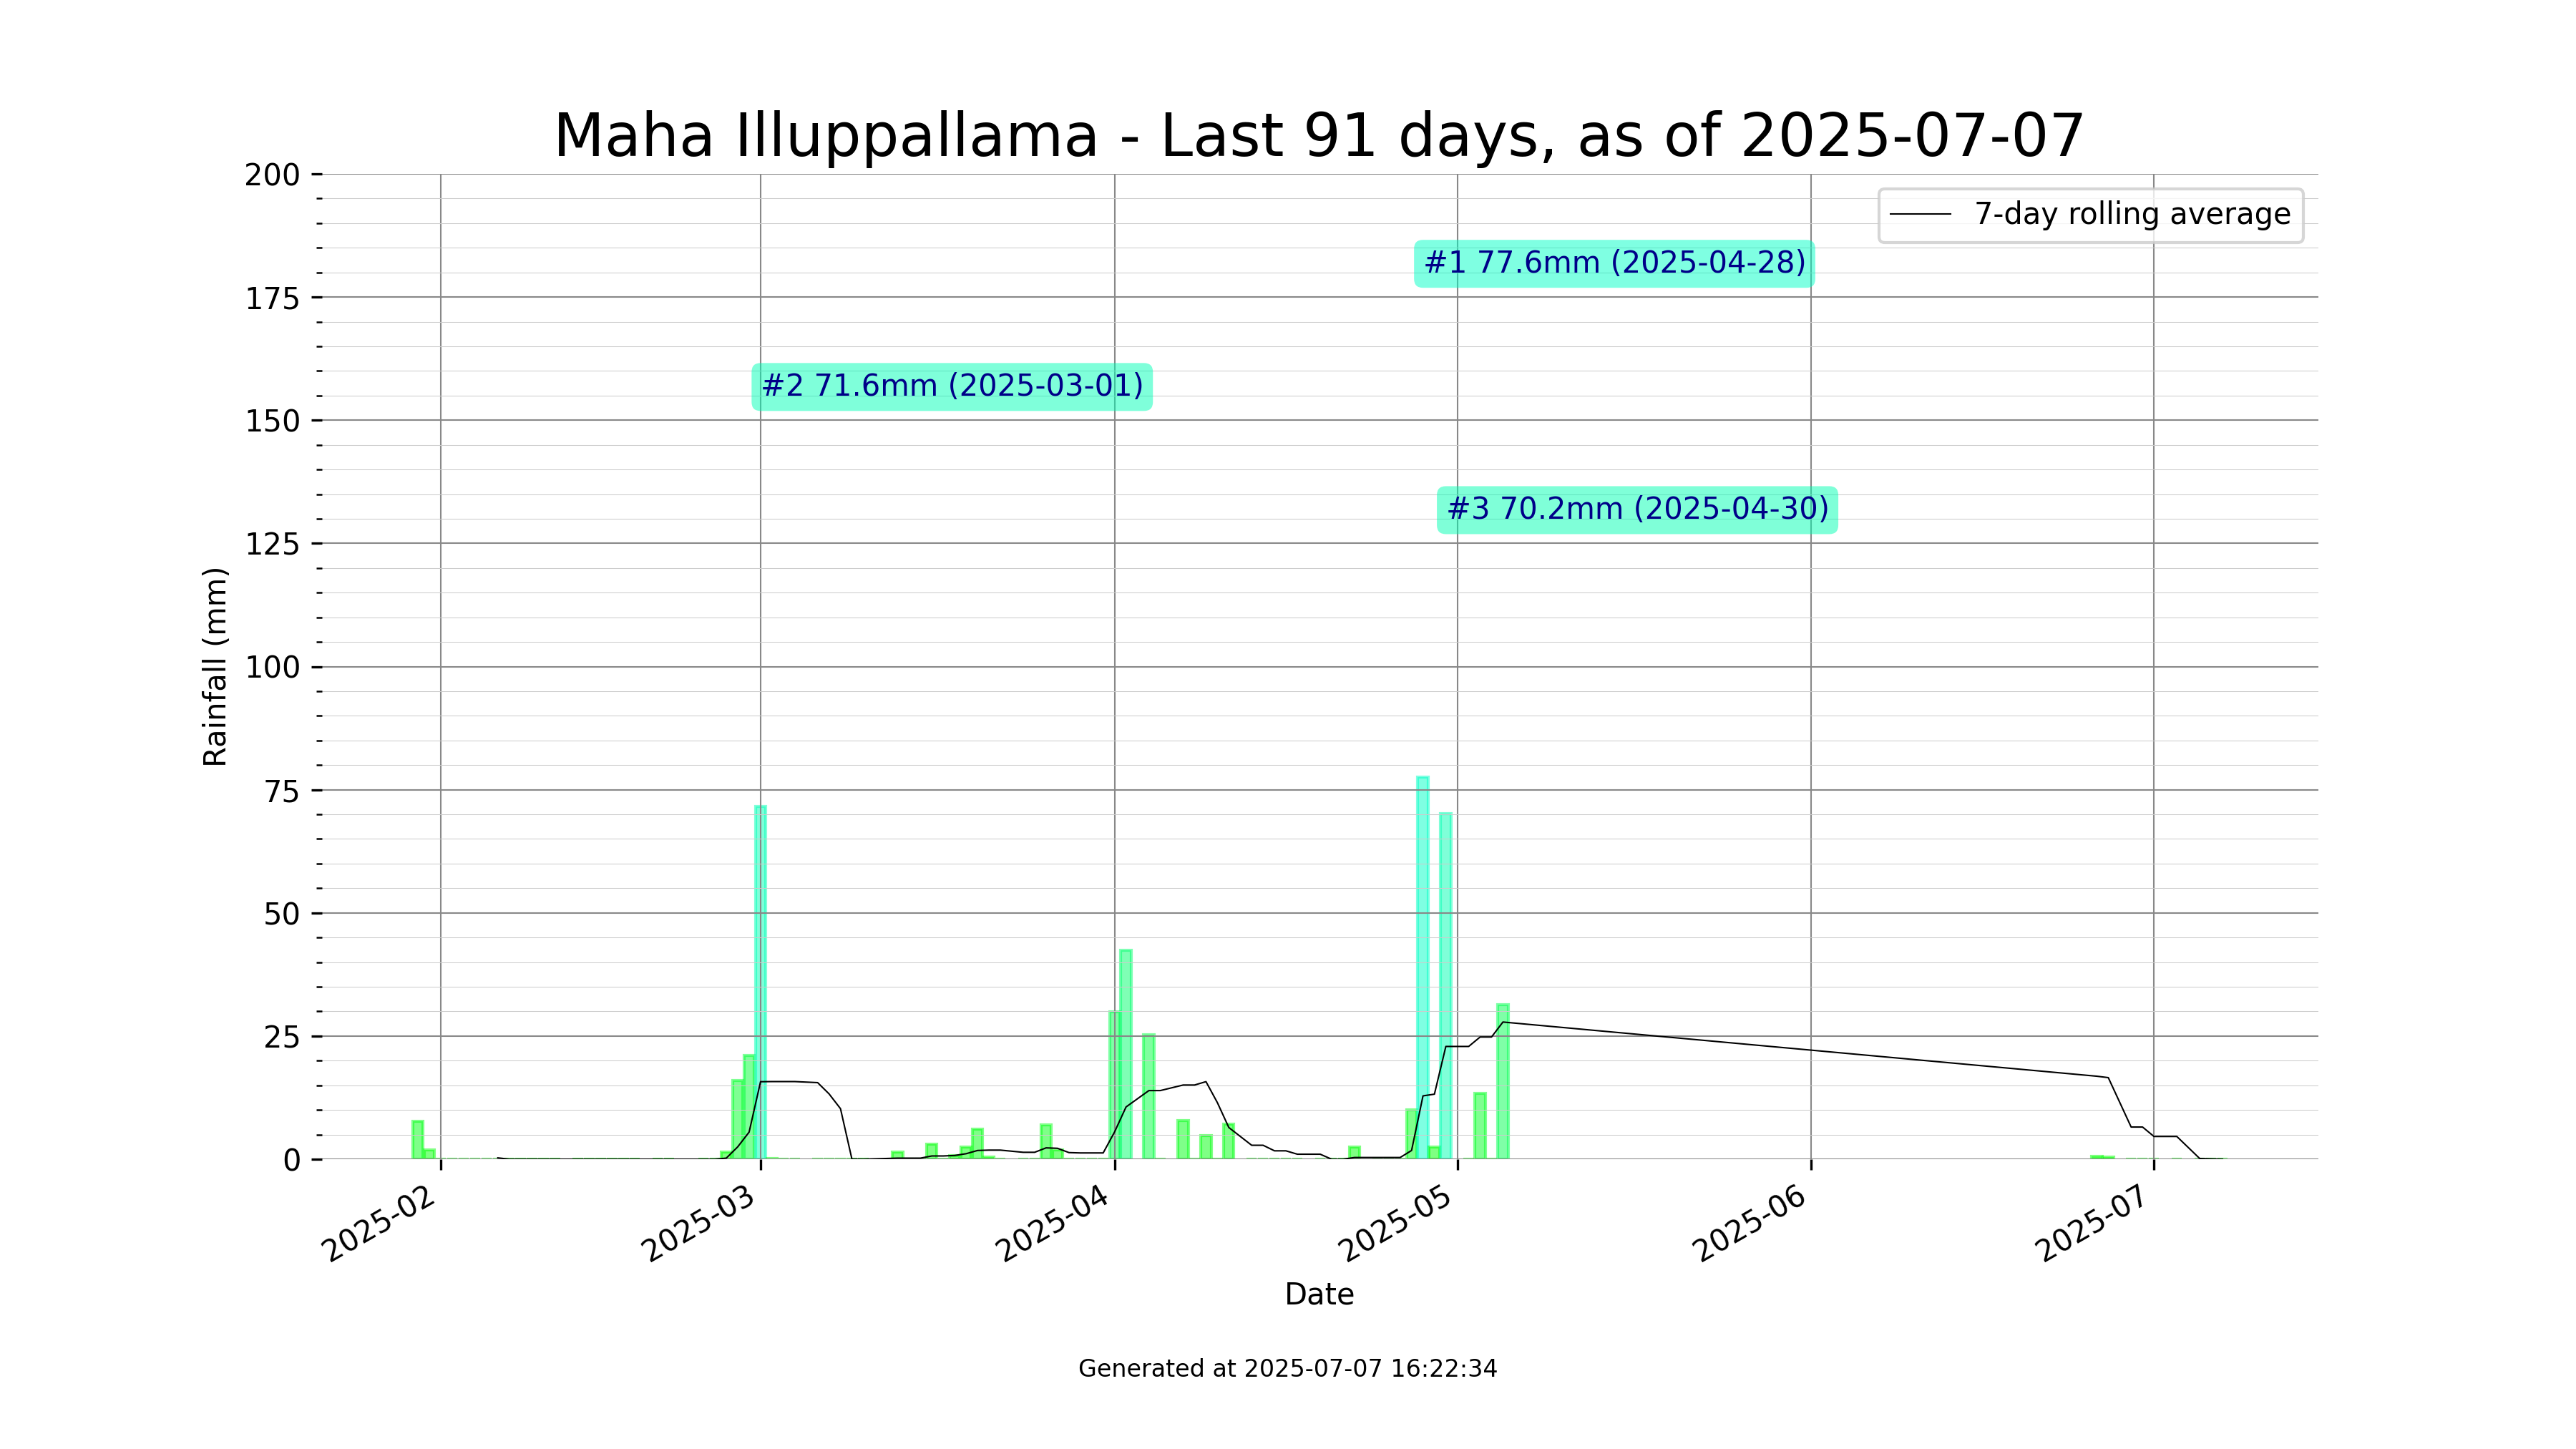 Maha Illuppallama - Last 91 days, as of 2025-07-07
7-day rolling average
#1 77.6mm (2025-04-28)
#2 71.6mm (2025-03-01)
#3 70.2mm (2025-04-30)
Rainfall (mm)
200
175
150
125
100
75
50
25
0
2025-02
2025-03
2025-04
2025-05
2025-06
2025-07
Date
Generated at 2025-07-07 16:22:34